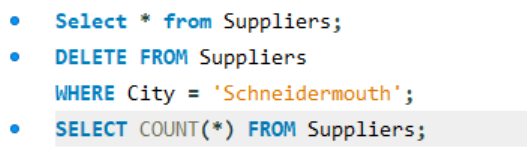 Select * from Suppliers;
DELETE FROM Suppliers
WHERE City = 'Schneidermouth';
SELECT COUNT(*) FROM Suppliers;